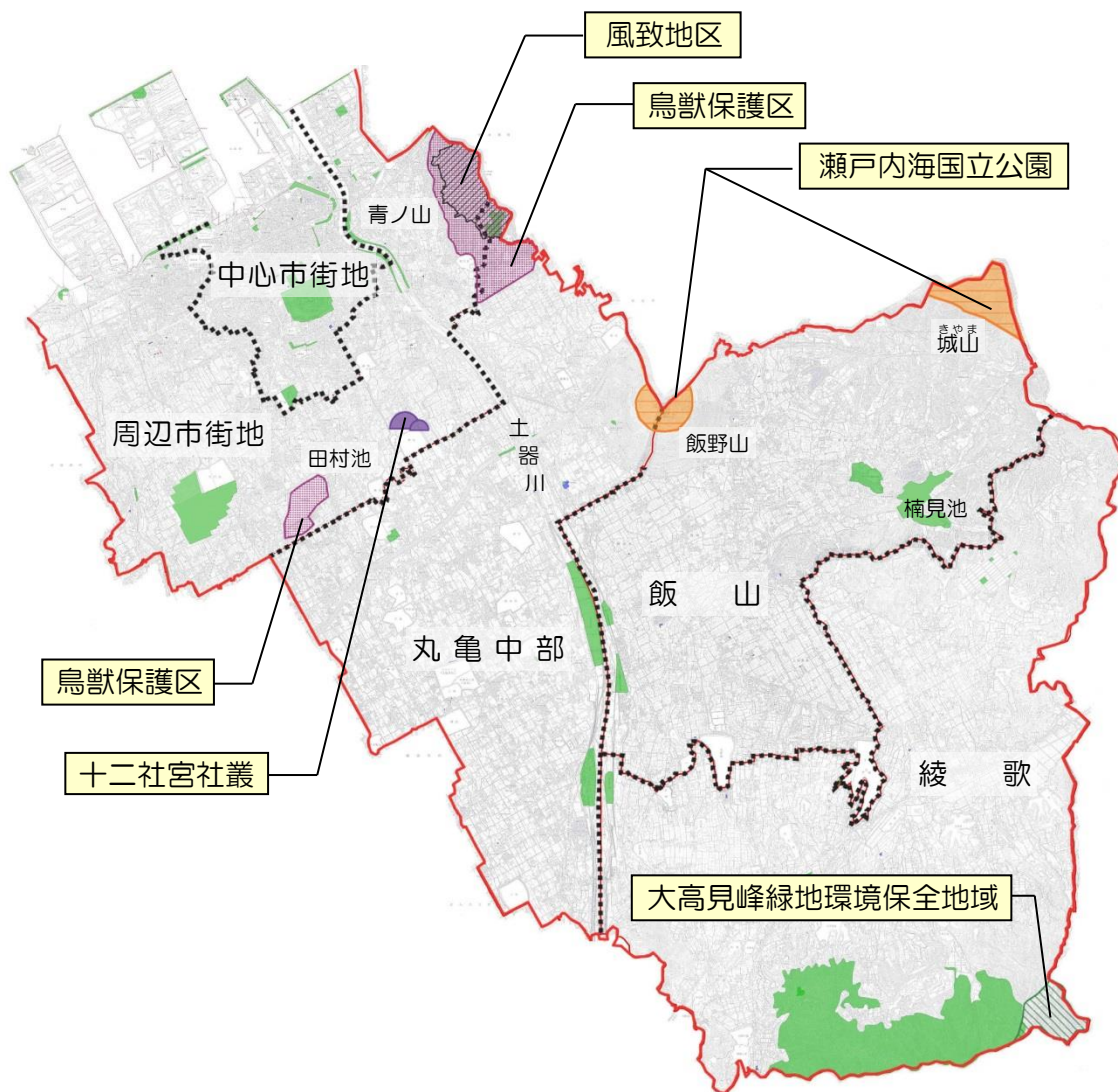 風致地区
鳥獣保護区
瀬戸内海国立公園
青ノ山
中心市街地
きやま
城山
周辺市街地
田村池
土器川
飯野山
楠見池
飯　山
丸亀中部
鳥獣保護区
十二社宮社叢
綾　歌
大高見峰緑地環境保全地域